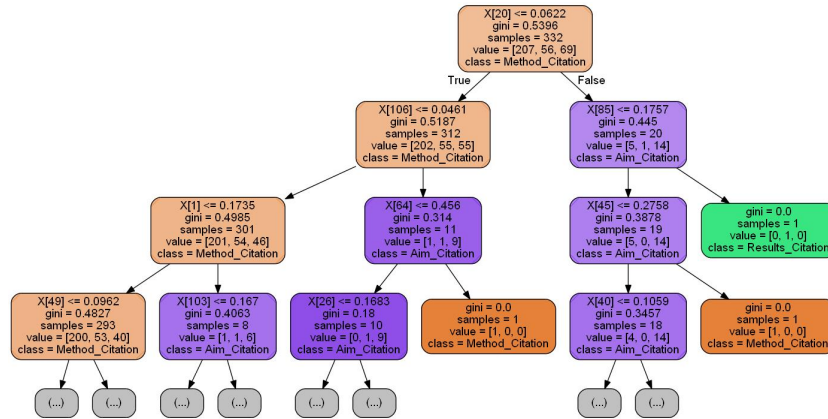 X[20] <= 0.0622
gini = 0.5396
samples = 332
value = [207, 56, 69]
class = Method_Citation
True
False
X[106] <= 0.0461
gini = 0.5187
samples = 312
value = [202, 55, 55]
class = Method_Citation
X[85] <= 0.1757
gini = 0.445
samples = 20
value = [5, 1, 14]
class = Aim_Citation
X[1] <= 0.1735
gini = 0.4985
samples = 301
value = [201, 54, 46]
class = Method_Citation
X[64] <= 0.456
gini = 0.314
samples = 11
value = [1, 1, 9]
class = Aim_Citation
X[45] <= 0.2758
gini = 0.3878
samples = 19
value = [5, 0, 14]
class = Aim_Citation
gini = 0.0
samples = 1
value = [0, 1, 0]
class = Results_Citation
X[49] <= 0.0962
gini = 0.4827
samples = 293
value = [200, 53, 40]
class = Method_Citation
X[103] <= 0.167
gini = 0.4063
samples = 8
value = [1, 1, 6]
class = Aim_Citation
X[26] <= 0.1683
gini = 0.18
samples = 10
value = [0, 1, 9]
class = Aim_Citation
gini = 0.0
samples = 1
value = [1, 0, 0]
class = Method_Citation
X[40] <= 0.1059
gini = 0.3457
samples = 18
value = [4, 0, 14]
class = Aim_Citation
gini = 0.0
samples = 1
value = [1, 0, 0]
class = Method_Citation
(...)
(...)
(...)
(...)
(...)
(...)
(...)
(...)